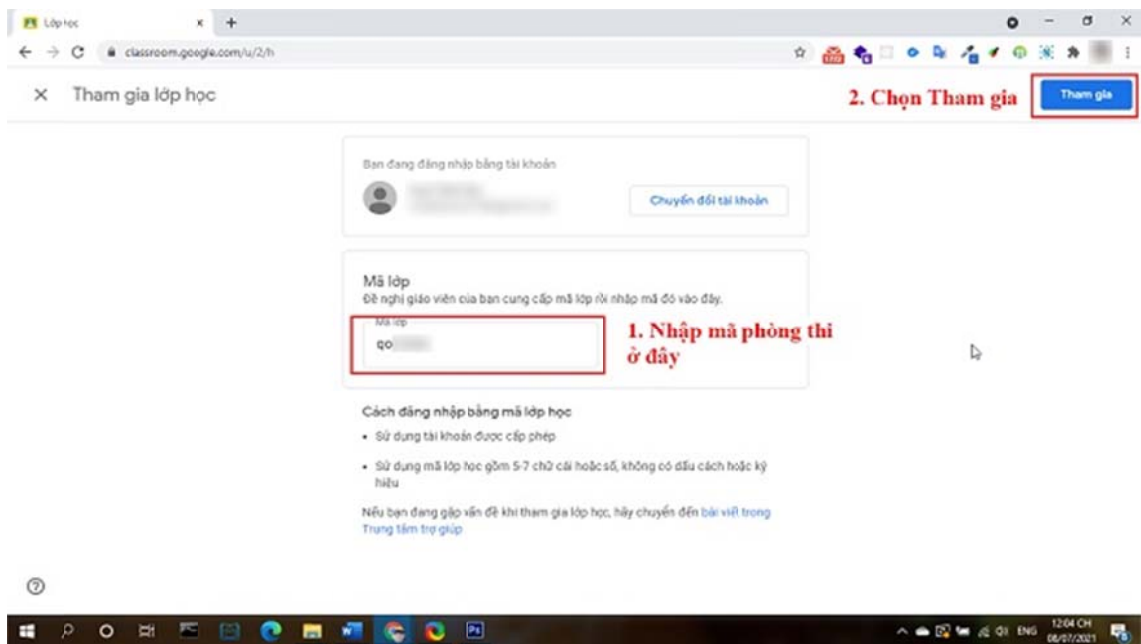 Lớp học
classroom.google.com/u/2/h
Tham gia lớp học
2. Chọn Tham gia
Tham gia
Bạn đang đăng nhập bằng tài khoản
Chuyển đổi tài khoản
Mã lớp
Đề nghị giáo viên của bạn cung cấp mã lớp rồi nhập mã đó vào đây.
Mã lớp
qo
1. Nhập mã phòng thi
ở đây
Cách đăng nhập bằng mã lớp học
• Sử dụng tài khoản được cấp phép
• Sử dụng mã lớp học gồm 5-7 chữ cái hoặc số, không có dấu cách hoặc ký
hiệu
Nếu bạn đang gặp vấn đề khi tham gia lớp học, hãy chuyển đến bài viết trong
Trung tâm trợ giúp
ENG
12:04 CH
08/07/2021